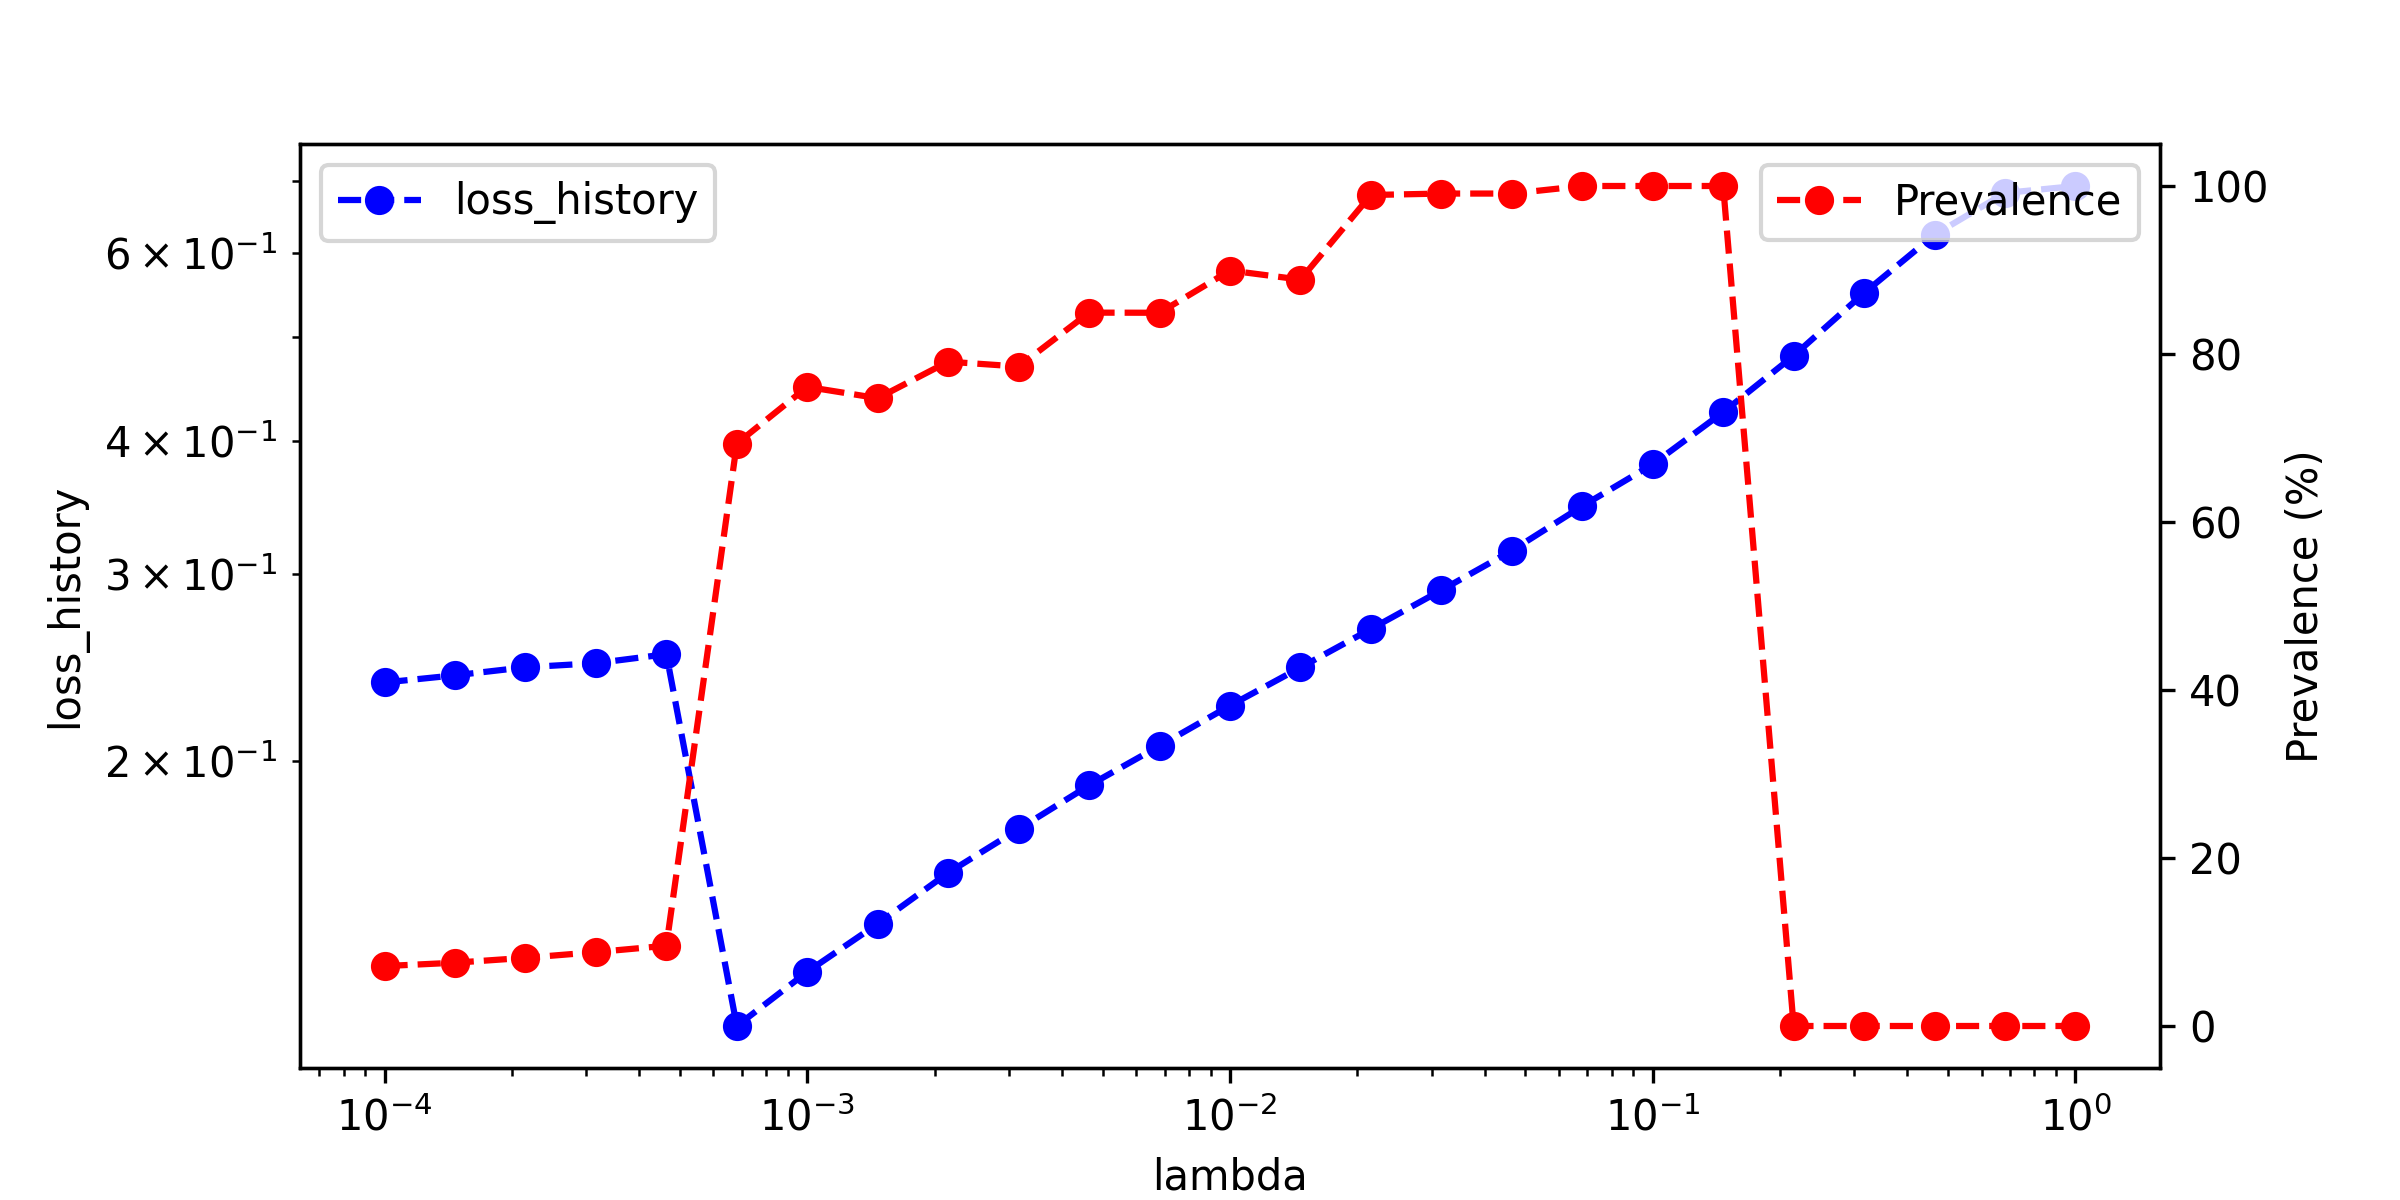 loss_history
Prevalence
6 × 10⁻¹
4 × 10⁻¹
3 × 10⁻¹
2 × 10⁻¹
loss_history
100
80
60
40
20
0
Prevalence (%)
10⁻⁴
10⁻³
10⁻²
10⁻¹
10⁰
lambda